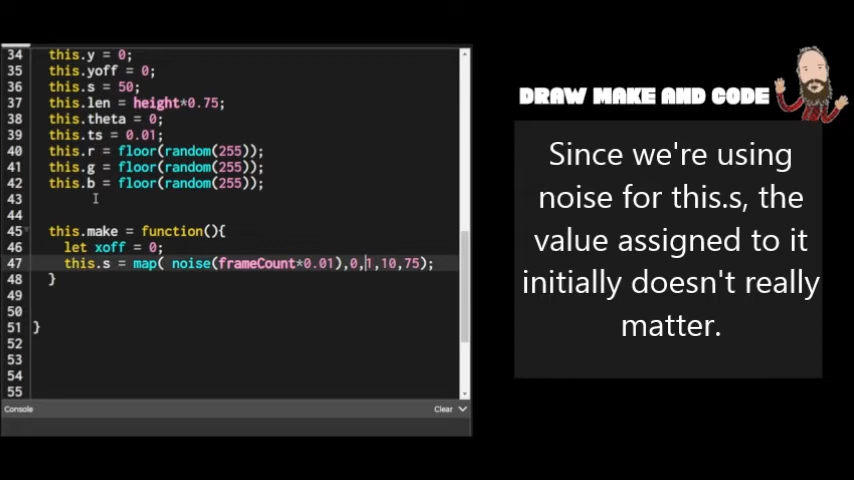 34 this.y = 0;
35 this.yoff = 0;
36 this.s = 50;
37 this.len = height*0.75;
38 this.theta = 0;
39 this.ts = 0.01;
40 this.r = floor(random(255));
41 this.g = floor(random(255));
42 this.b = floor(random(255));
43
44
45 this.make = function(){
46 let xoff = 0;
47 this.s = map( noise(frameCount*0.01),0,1,10,75);
48 }
49
50
51 }
52
53
54
55
Console Clear
DRAW MAKE AND CODE
Since we're using
noise for this.s, the
value assigned to it
initially doesn't really
matter.